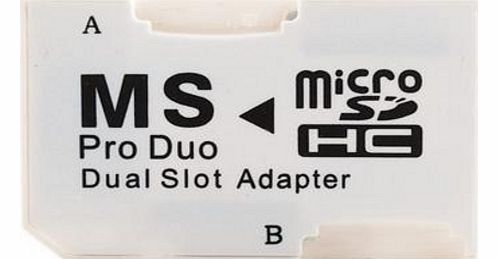 A
MS
Pro Duo
Dual Slot Adapter
micro
SD
HC
B